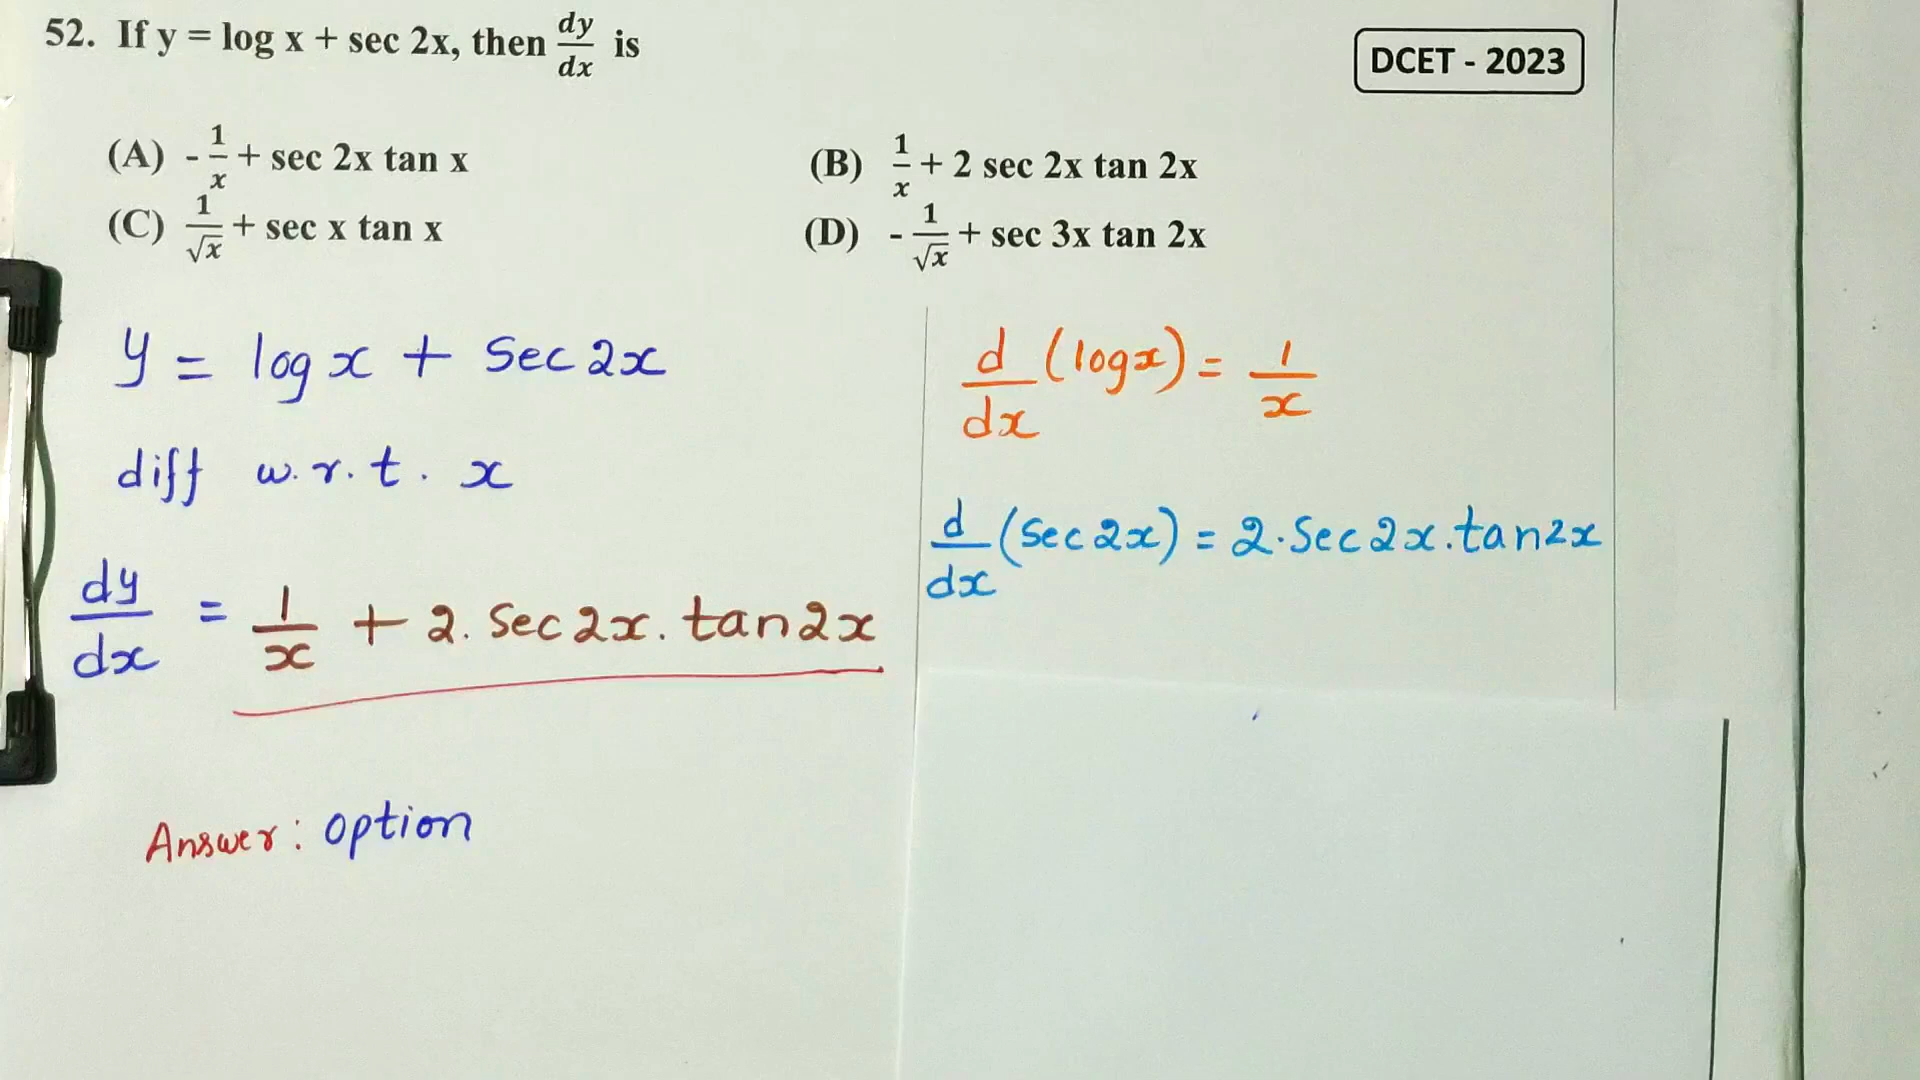 52. If y = log x + sec 2x, then dy/dx is
DCET - 2023
(A) - 1/x + sec 2x tan x
(B) 1/x + 2 sec 2x tan 2x
(C) 1/√x + sec x tan x
(D) - 1/√x + sec 3x tan 2x
y = log x + sec 2x
diff w.r.t. x
dy/dx = 1/x + 2. sec 2x. tan 2x
d/dx (log x) = 1/x
d/dx (sec 2x) = 2. sec 2x. tan 2x
Answer: option